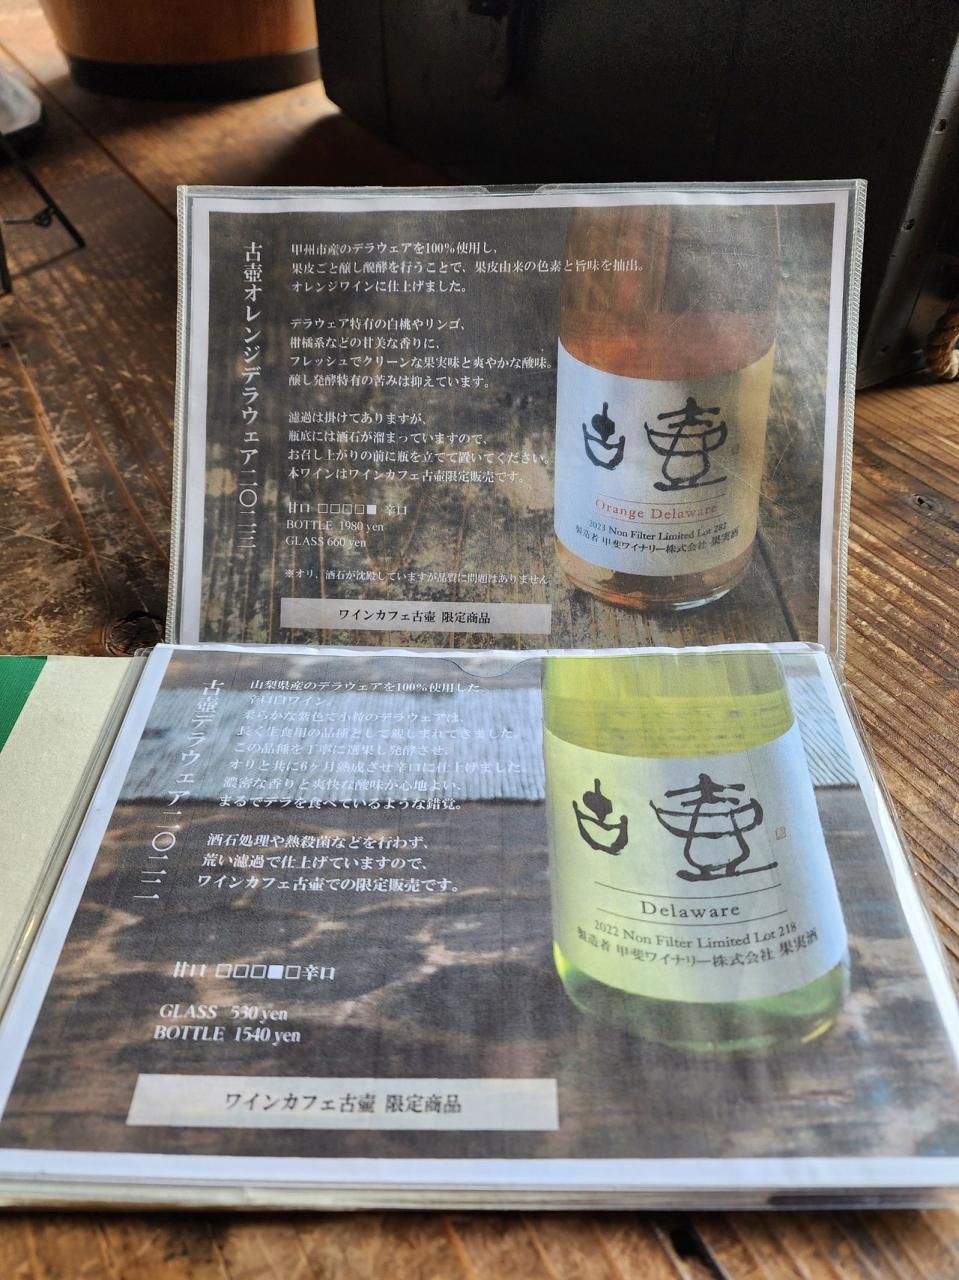 古壺オレンジデラウェア二〇二三
甲州市産のデラウェアを100%使用し、
果皮ごと醸し醗酵を行うことで、果皮由来の色素と旨味を抽出。
オレンジワインに仕上げました。
デラウェア特有の白桃やリンゴ、
柑橘系などの甘美な香りに、
フレッシュでクリーンな果実味と爽やかな酸味。
醸し発酵特有の苦みは抑えています。
濾過は掛けてありますが、
瓶底には酒石が溜まっていますので、
お召し上がりの前に瓶を立てて置いてください。
本ワインはワインカフェ古壺限定販売です。
甘口 □□□□■ 辛口
BOTTLE 1980 yen
GLASS 660 yen
※オリ、酒石が沈殿していますが品質に問題はありません
ワインカフェ古壺 限定商品
古壺
Orange Delaware
2023 Non Filter Limited Lot 282
製造者 甲斐ワイナリー株式会社 果実酒
古壺デラウェア二〇二二
山梨県産のデラウェアを100%使用した
辛口白ワイン。
柔らかな紫色で小粒のデラウェアは、
長く生食用の品種として親しまれてきました。
この品種を丁寧に選果し発酵させ、
オリと共に6ヶ月熟成させ辛口に仕上げました。
濃密な香りと爽快な酸味が心地よい、
まるでデラを食べているような錯覚。
酒石処理や熱殺菌などを行わず、
荒い濾過で仕上げていますので、
ワインカフェ古壺での限定販売です。
甘口 □□□■□辛口
GLASS 530 yen
BOTTLE 1540 yen
ワインカフェ古壺 限定商品
古壺
Delaware
2022 Non Filter Limited Lot 218
製造者 甲斐ワイナリー株式会社 果実酒